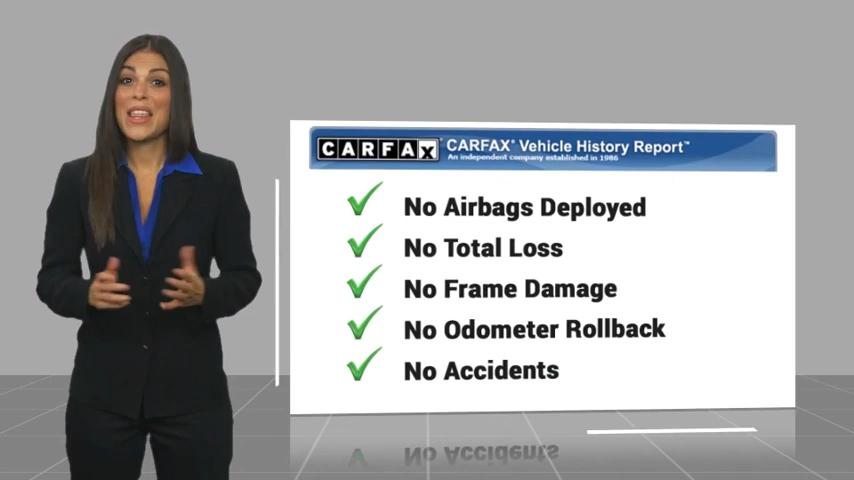 CARFAX
CARFAX® Vehicle History Report™
An independent company established in 1986
No Airbags Deployed
No Total Loss
No Frame Damage
No Odometer Rollback
No Accidents
No Accidents